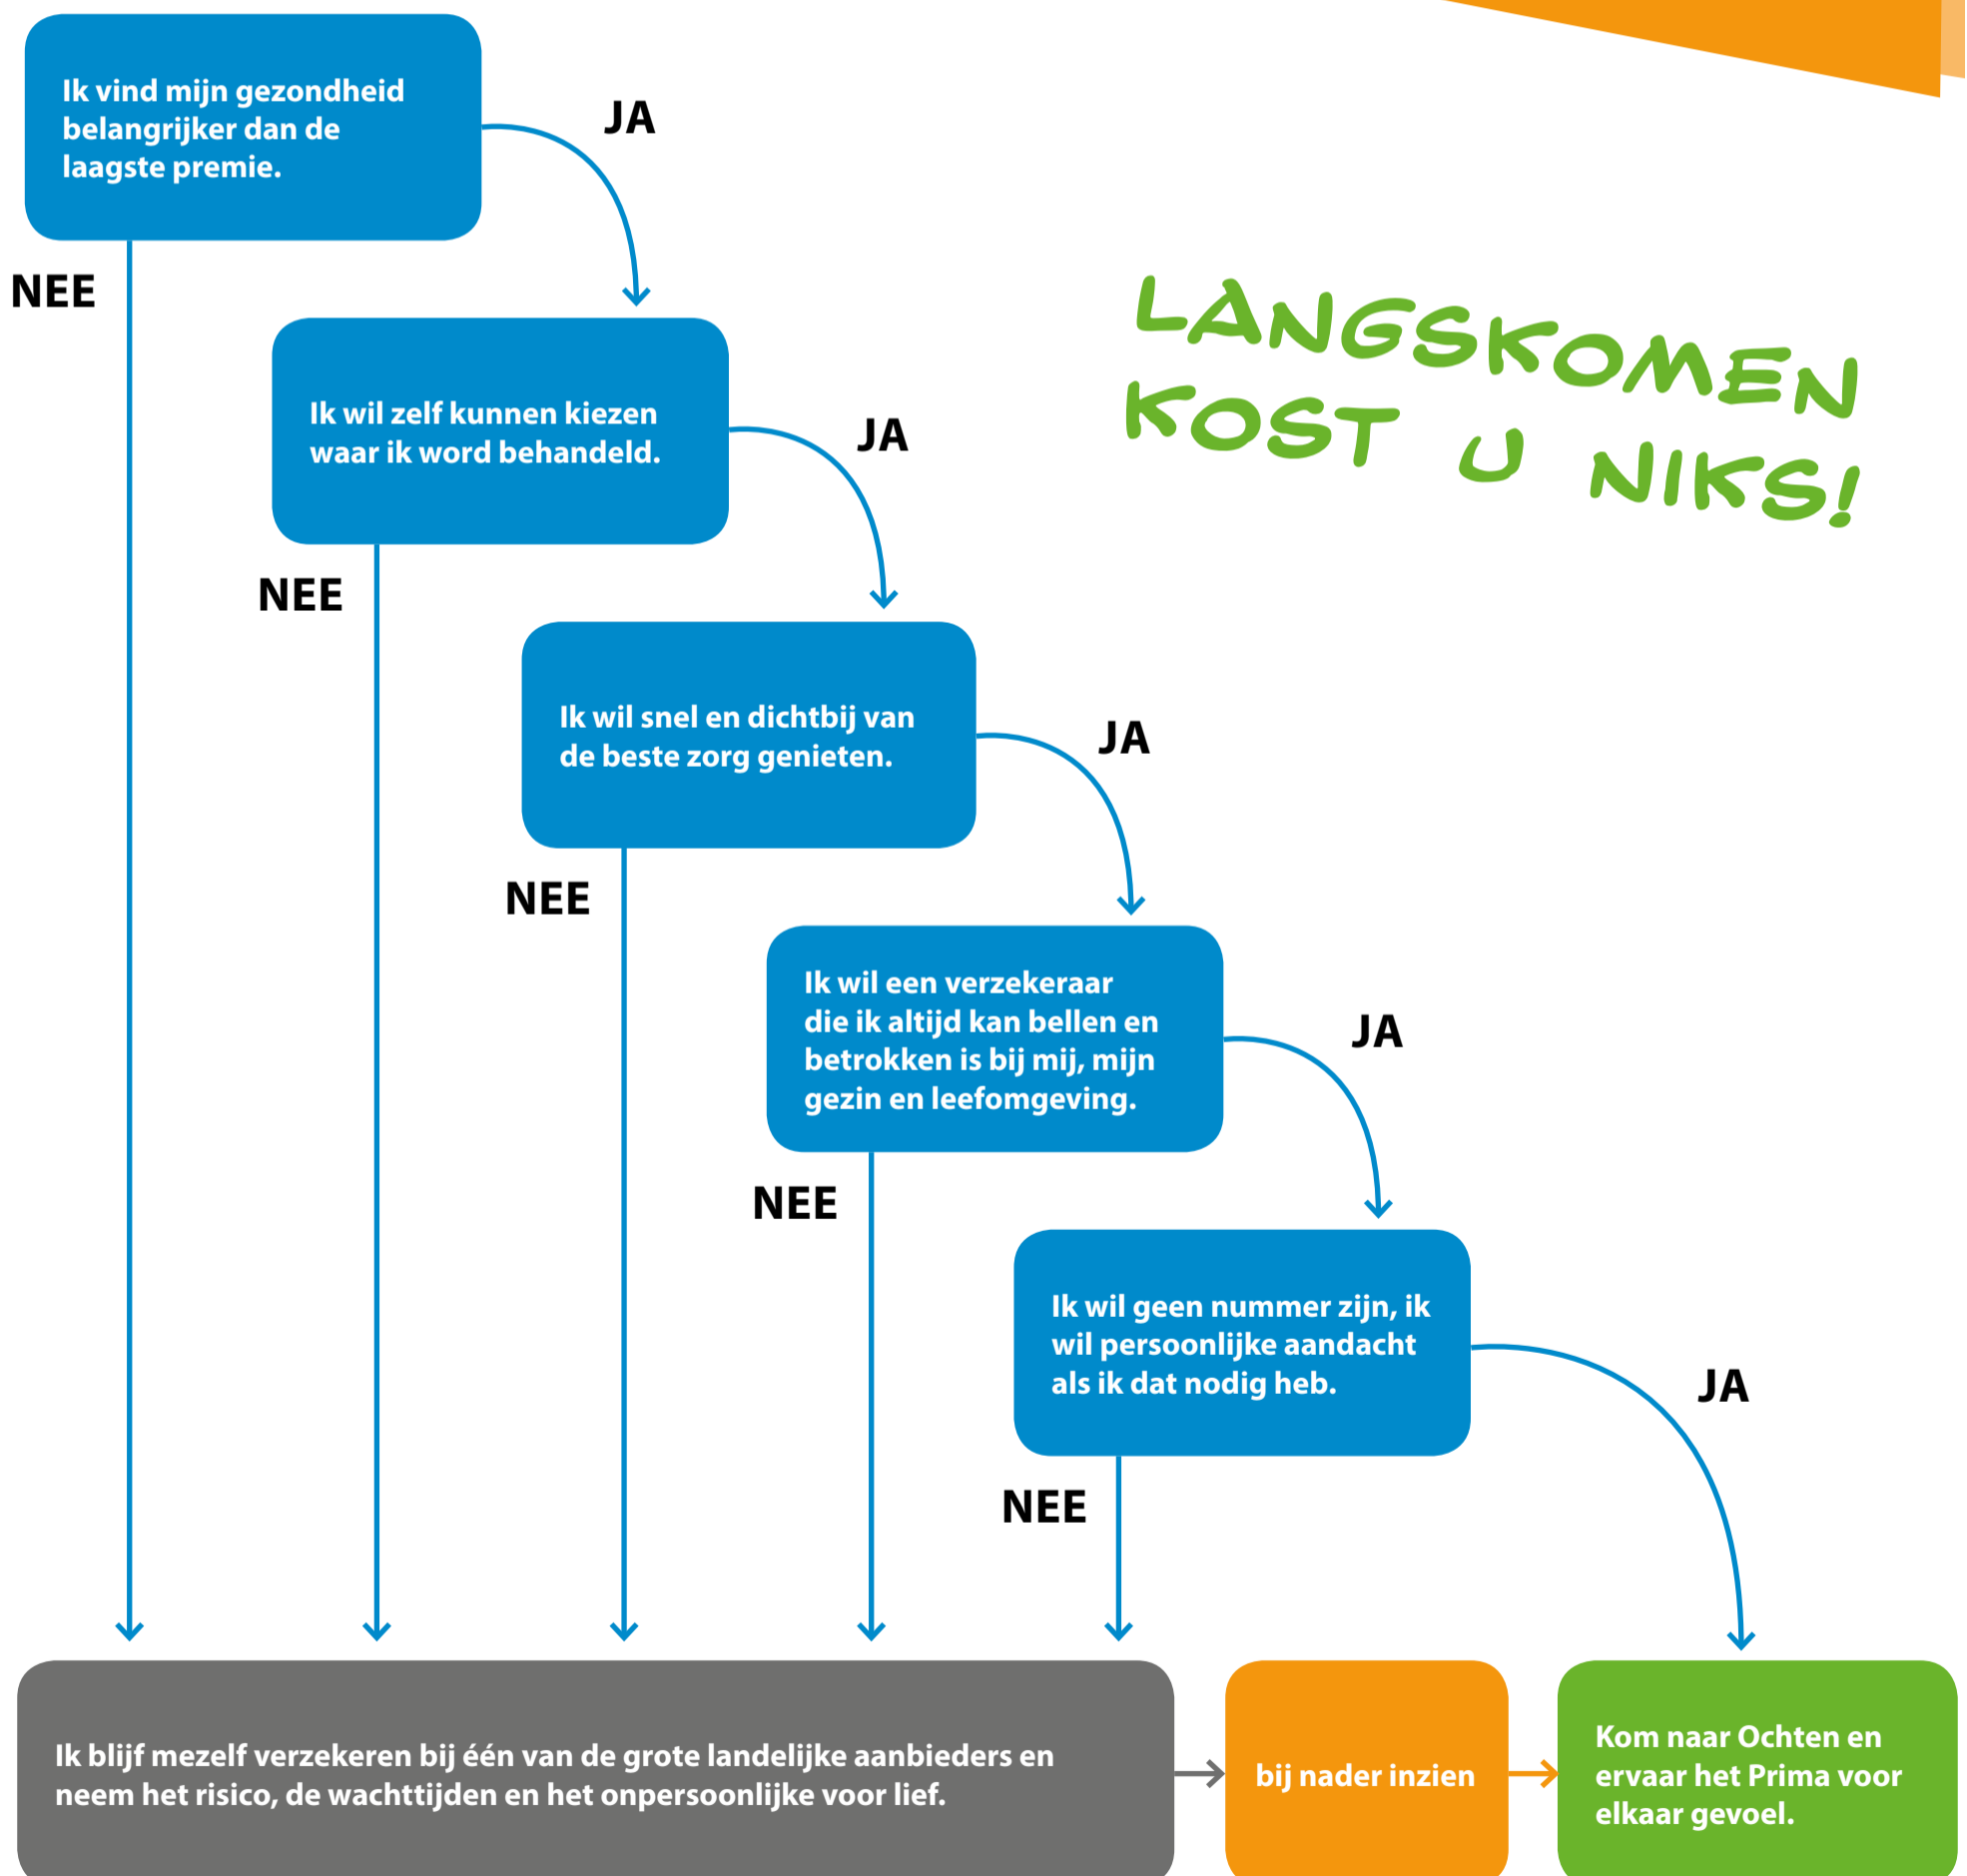 Ik vind mijn gezondheid
belangrijker dan de
laagste premie.
JA
NEE
LANGSKOMEN
KOST U NIKS!
Ik wil zelf kunnen kiezen
waar ik word behandeld.
JA
NEE
Ik wil snel en dichtbij van
de beste zorg genieten.
JA
NEE
Ik wil een verzekeraar
die ik altijd kan bellen en
betrokken is bij mij, mijn
gezin en leefomgeving.
JA
NEE
Ik wil geen nummer zijn, ik
wil persoonlijke aandacht
als ik dat nodig heb.
JA
NEE
Ik blijf mezelf verzekeren bij één van de grote landelijke aanbieders en
neem het risico, de wachttijden en het onpersoonlijke voor lief.
bij nader inzien
Kom naar Ochten en
ervaar het Prima voor
elkaar gevoel.